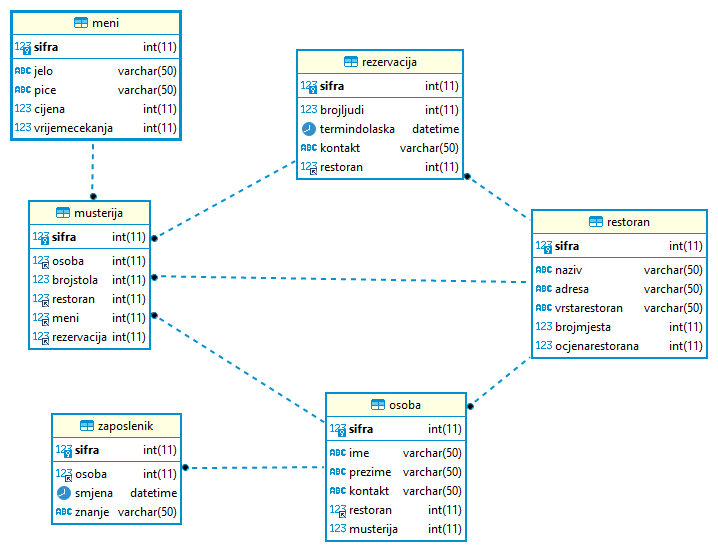 meni
123 sifra int(11)
ABC jelo varchar(50)
ABC pice varchar(50)
123 cijena int(11)
123 vrijemecekanja int(11)
rezervacija
123 sifra int(11)
123 brojljudi int(11)
termindolaska datetime
ABC kontakt varchar(50)
123 restoran int(11)
musterija
123 sifra int(11)
123 osoba int(11)
123 brojstola int(11)
123 restoran int(11)
123 meni int(11)
123 rezervacija int(11)
restoran
123 sifra int(11)
ABC naziv varchar(50)
ABC adresa varchar(50)
ABC vrstarestoran varchar(50)
123 brojmjesta int(11)
123 ocjenarestorana int(11)
zaposlenik
123 sifra int(11)
123 osoba int(11)
smjena datetime
ABC znanje varchar(50)
osoba
123 sifra int(11)
ABC ime varchar(50)
ABC prezime varchar(50)
ABC kontakt varchar(50)
123 restoran int(11)
123 musterija int(11)